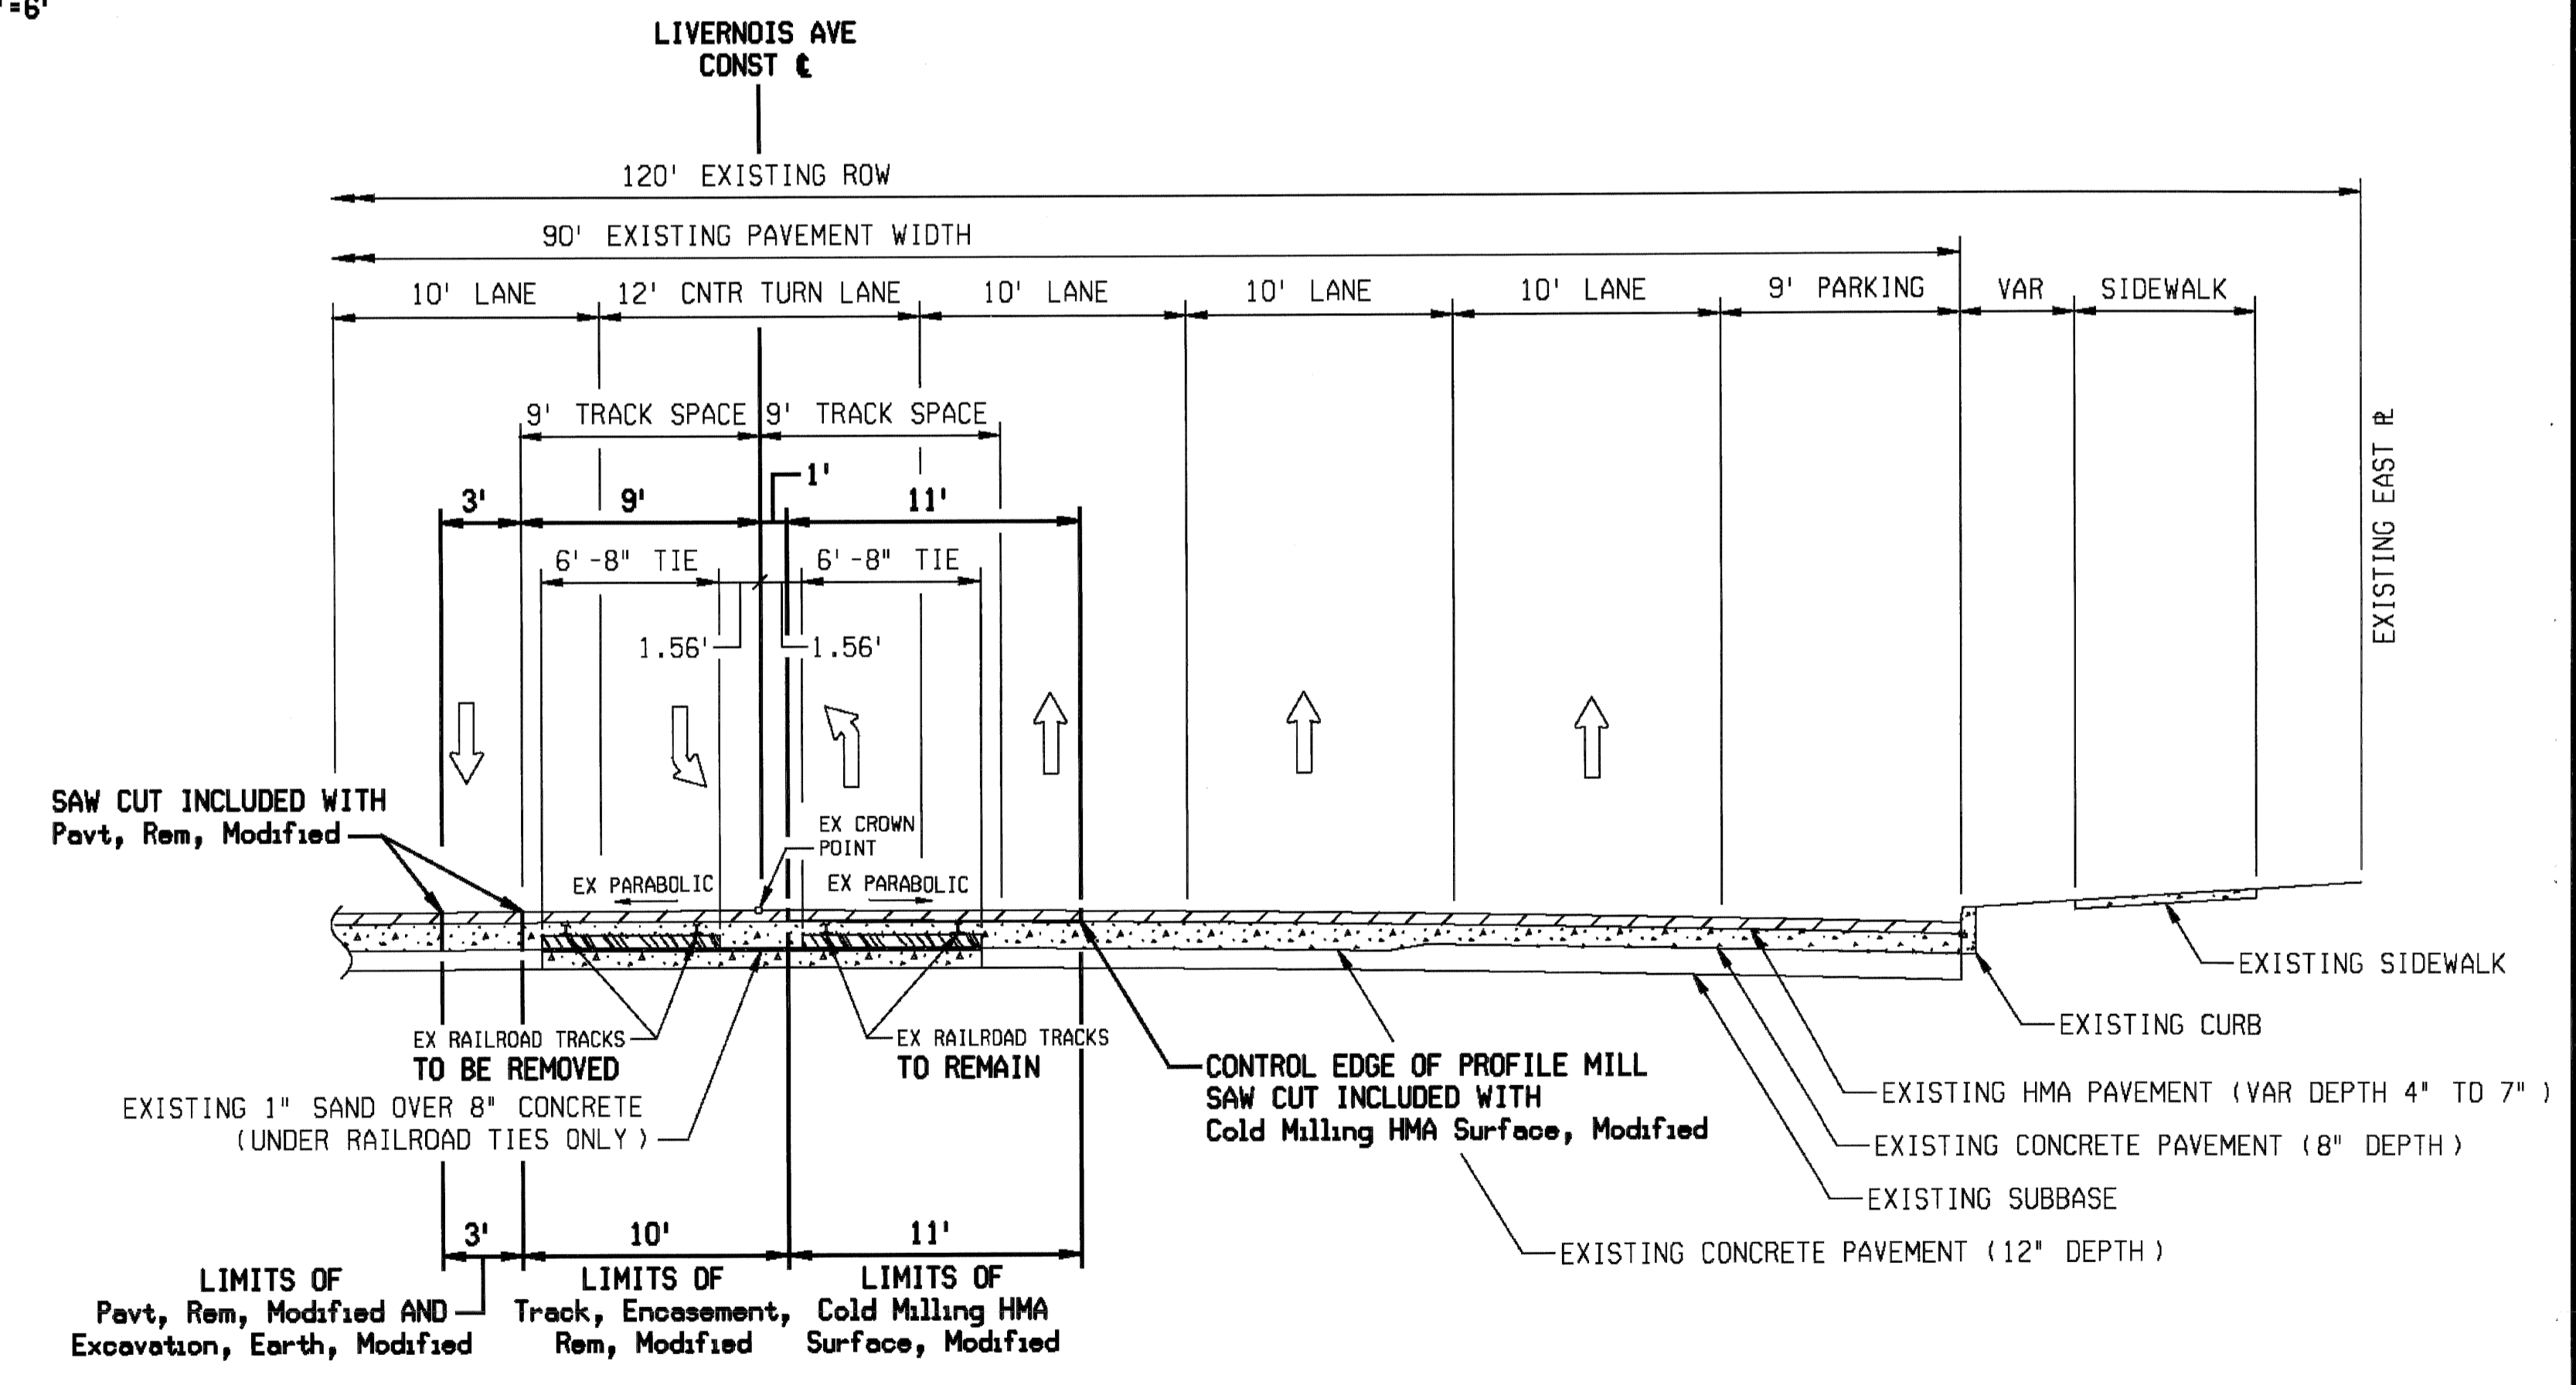 '=6'
LIVERNOIS AVE
CONST ℄
120' EXISTING ROW
90' EXISTING PAVEMENT WIDTH
10' LANE
12' CNTR TURN LANE
10' LANE
10' LANE
10' LANE
9' PARKING
VAR
SIDEWALK
9' TRACK SPACE
9' TRACK SPACE
1'
3'
9'
11'
6'-8" TIE
6'-8" TIE
1.56'
1.56'
EXISTING EAST ⅊
SAW CUT INCLUDED WITH
Pavt, Rem, Modified
EX CROWN
POINT
EX PARABOLIC
EX PARABOLIC
EXISTING SIDEWALK
EXISTING CURB
EX RAILROAD TRACKS
TO BE REMOVED
EX RAILROAD TRACKS
TO REMAIN
CONTROL EDGE OF PROFILE MILL
SAW CUT INCLUDED WITH
Cold Milling HMA Surface, Modified
EXISTING HMA PAVEMENT (VAR DEPTH 4" TO 7")
EXISTING 1" SAND OVER 8" CONCRETE
(UNDER RAILROAD TIES ONLY)
EXISTING CONCRETE PAVEMENT (8" DEPTH)
EXISTING SUBBASE
EXISTING CONCRETE PAVEMENT (12" DEPTH)
3'
10'
11'
LIMITS OF
Pavt, Rem, Modified AND
Excavation, Earth, Modified
LIMITS OF
Track, Encasement,
Rem, Modified
LIMITS OF
Cold Milling HMA
Surface, Modified